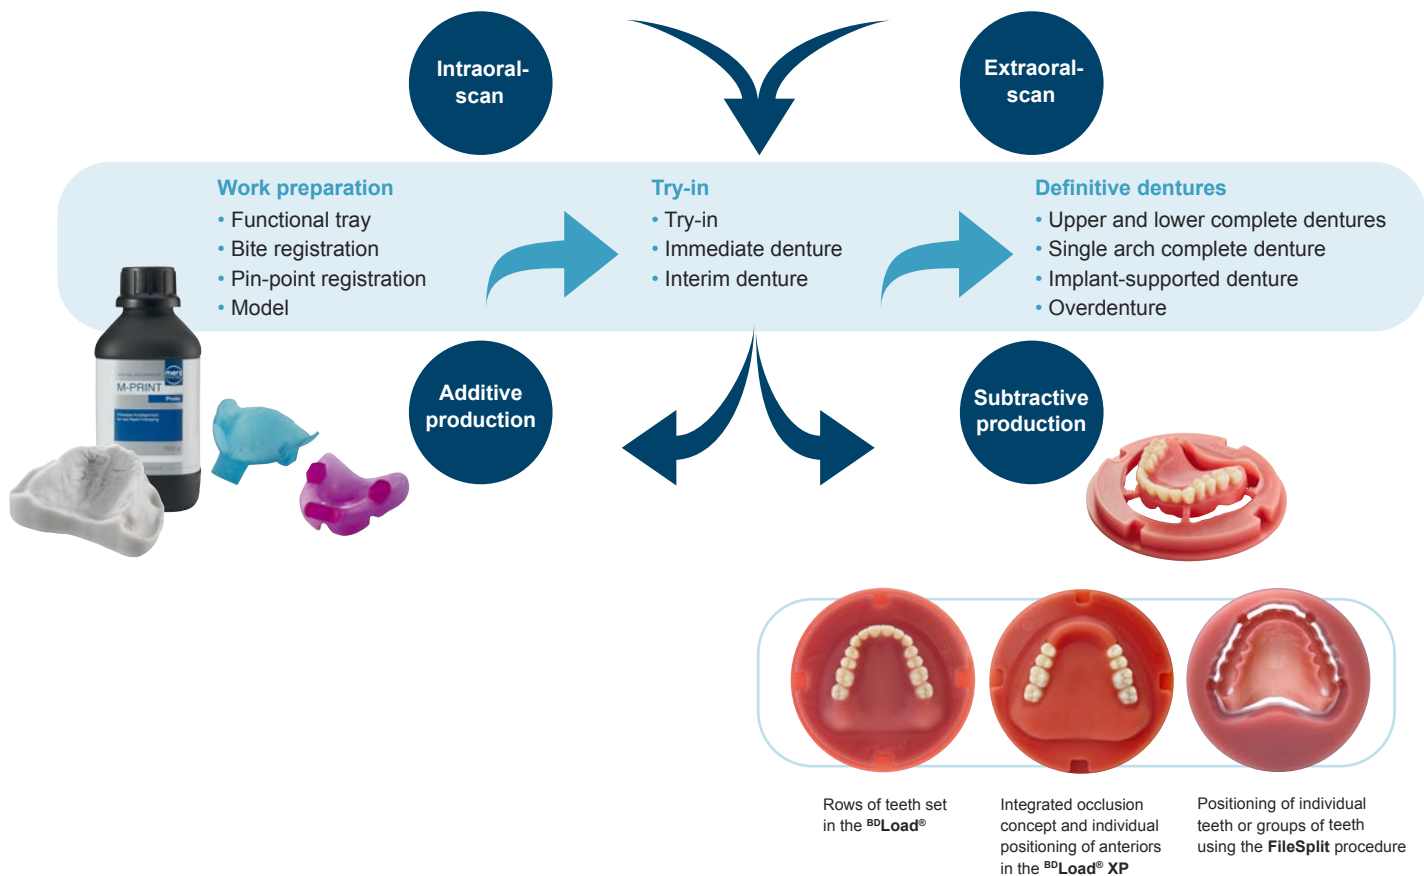 Intraoral-
scan
Extraoral-
scan
Work preparation
• Functional tray
• Bite registration
• Pin-point registration
• Model
Try-in
• Try-in
• Immediate denture
• Interim denture
Definitive dentures
• Upper and lower complete dentures
• Single arch complete denture
• Implant-supported denture
• Overdenture
merz
M-PRINT
Additive
production
Subtractive
production
Rows of teeth set
in the BDLoad®
Integrated occlusion
concept and individual
positioning of anteriors
in the BDLoad® XP
Positioning of individual
teeth or groups of teeth
using the FileSplit procedure